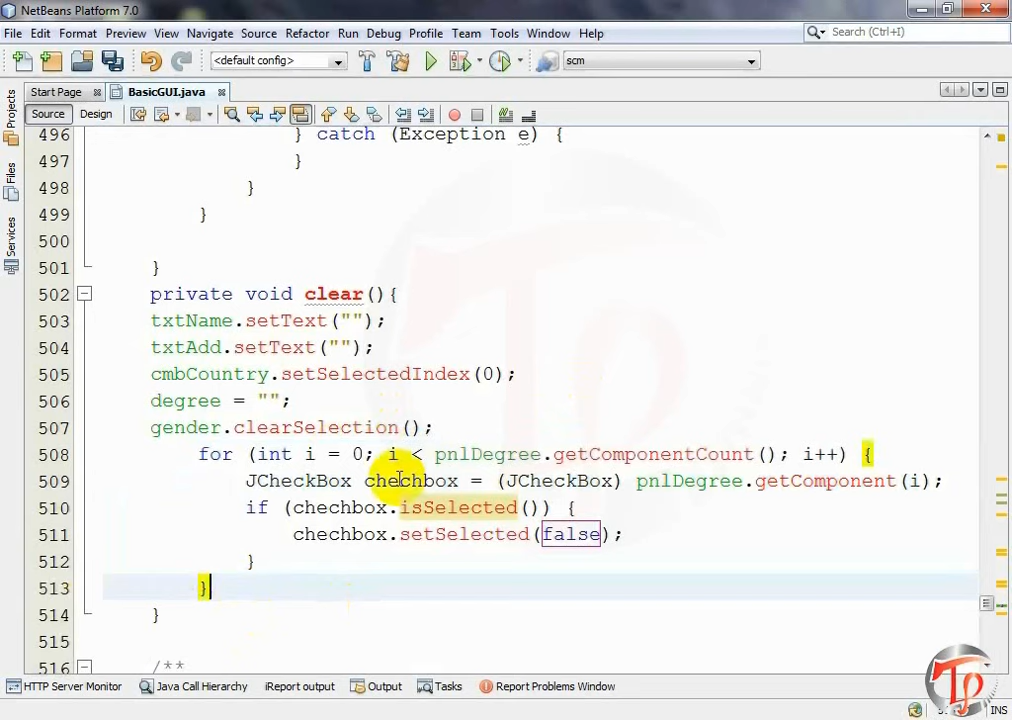 NetBeans Platform 7.0
File Edit Format Preview View Navigate Source Refactor Run Debug Profile Team Tools Window Help
Search (Ctrl+I)
<default config>
scm
Start Page
BasicGUI.java
Source Design
Projects
Files
Services
496 } catch (Exception e) {
497 }
498 }
499 }
500
501 }
502 private void clear(){
503 txtName.setText("");
504 txtAdd.setText("");
505 cmbCountry.setSelectedIndex(0);
506 degree = "";
507 gender.clearSelection();
508 for (int i = 0; i < pnlDegree.getComponentCount(); i++) {
509 JCheckBox chechbox = (JCheckBox) pnlDegree.getComponent(i);
510 if (chechbox.isSelected()) {
511 chechbox.setSelected(false);
512 }
513 }
514 }
515
516 /**
HTTP Server Monitor Java Call Hierarchy iReport output Output Tasks Report Problems Window
INS
Tp